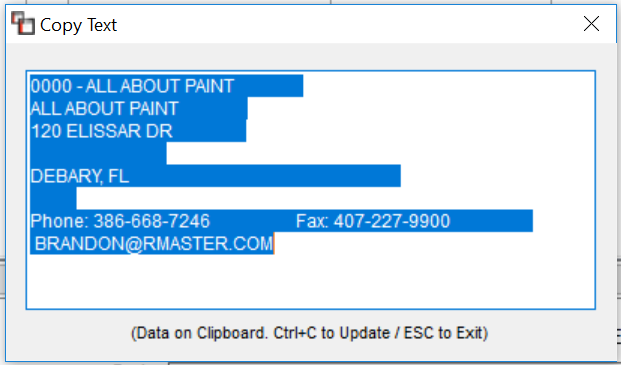 Copy Text
0000 - ALL ABOUT PAINT
ALL ABOUT PAINT
120 ELISSAR DR
DEBARY, FL
Phone: 386-668-7246 Fax: 407-227-9900
BRANDON@RMASTER.COM
(Data on Clipboard. Ctrl+C to Update / ESC to Exit)